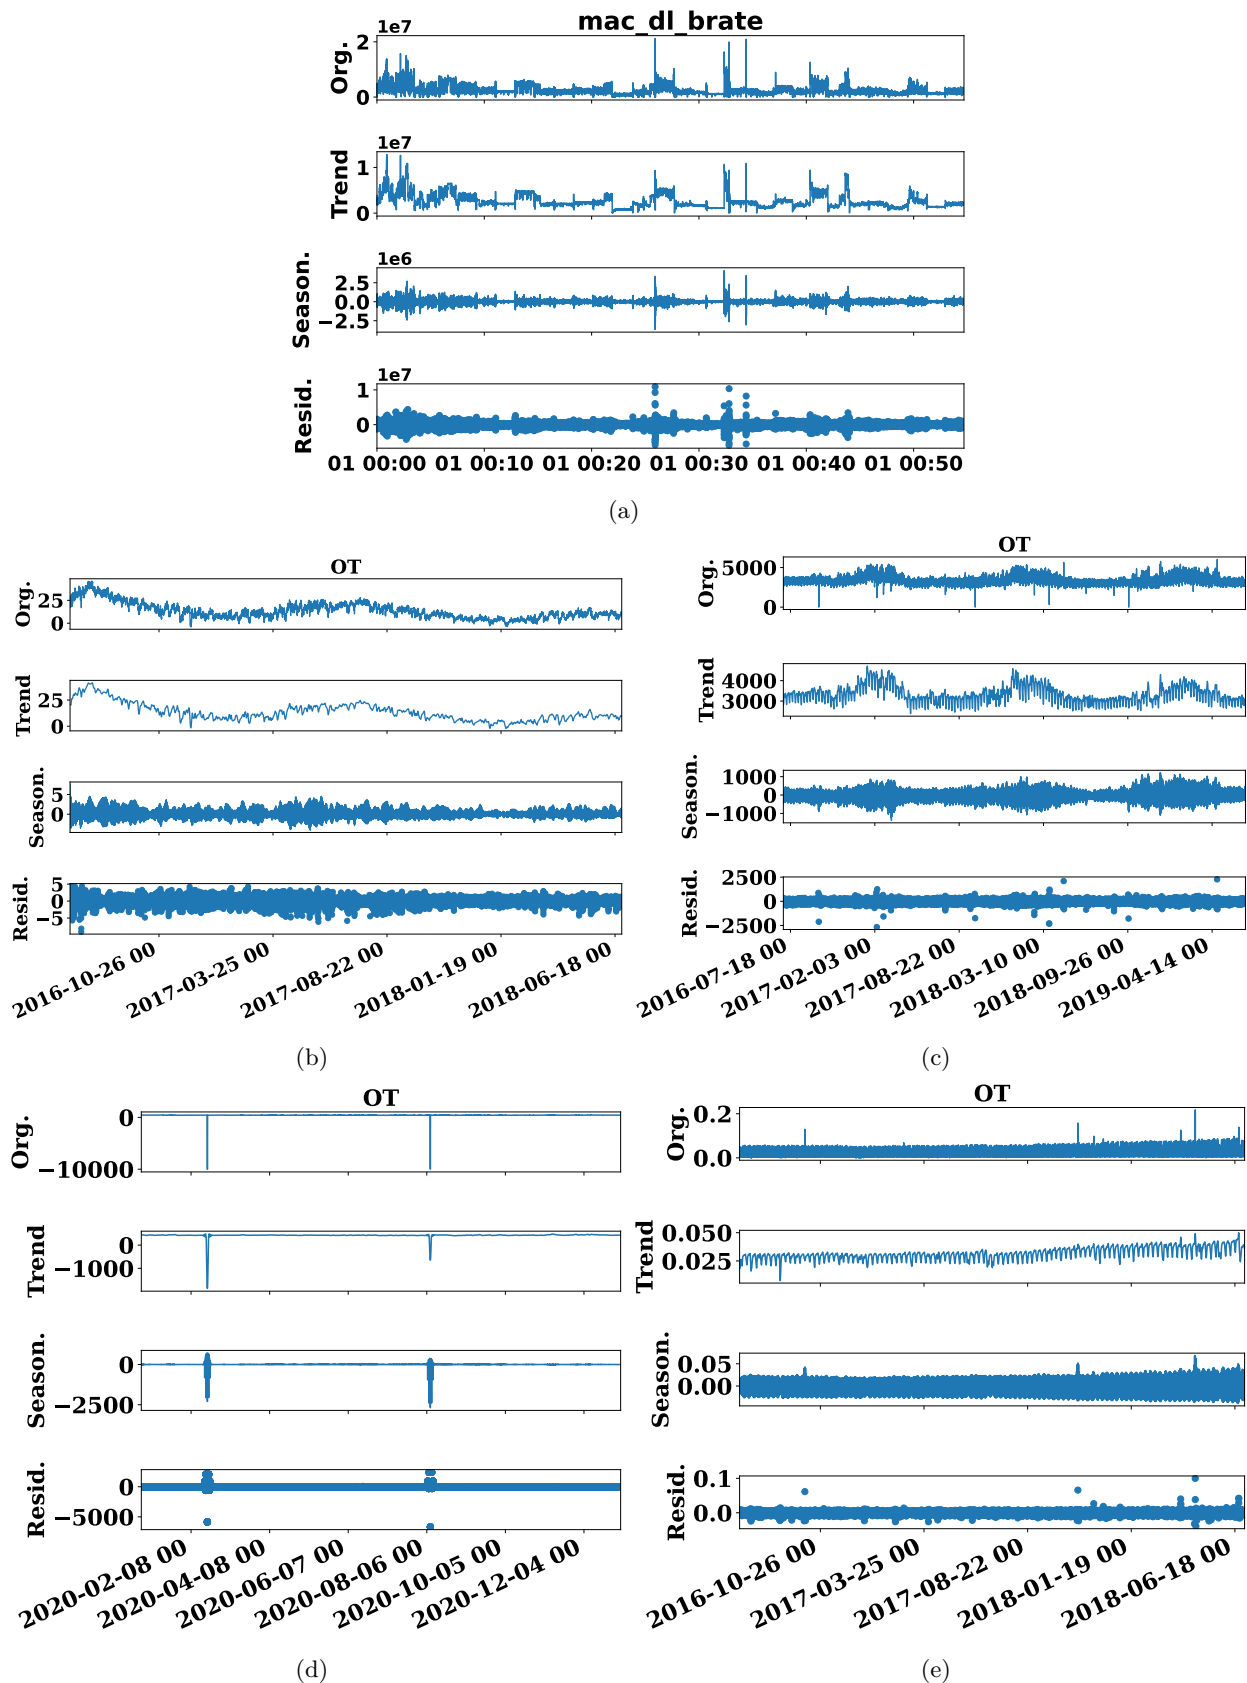 mac_dl_brate
1e7
Org.
2
0
1e7
Trend
1
0
1e6
Season.
2.5
0.0
−2.5
1e7
Resid.
1
0
01 00:00 01 00:10 01 00:20 01 00:30 01 00:40 01 00:50
(a)
OT
Org.
25
0
Trend
25
0
Season.
5
0
Resid.
5
0
−5
2016-10-26 00
2017-03-25 00
2017-08-22 00
2018-01-19 00
2018-06-18 00
(b)
OT
Org.
5000
0
Trend
4000
3000
Season.
1000
0
−1000
Resid.
2500
0
−2500
2016-07-18 00
2017-02-03 00
2017-08-22 00
2018-03-10 00
2018-09-26 00
2019-04-14 00
(c)
OT
Org.
0
−10000
Trend
0
−1000
Season.
0
−2500
Resid.
0
−5000
2020-02-08 00
2020-04-08 00
2020-06-07 00
2020-08-06 00
2020-10-05 00
2020-12-04 00
(d)
OT
Org.
0.2
0.0
Trend
0.050
0.025
Season.
0.05
0.00
Resid.
0.1
0.0
2016-10-26 00
2017-03-25 00
2017-08-22 00
2018-01-19 00
2018-06-18 00
(e)